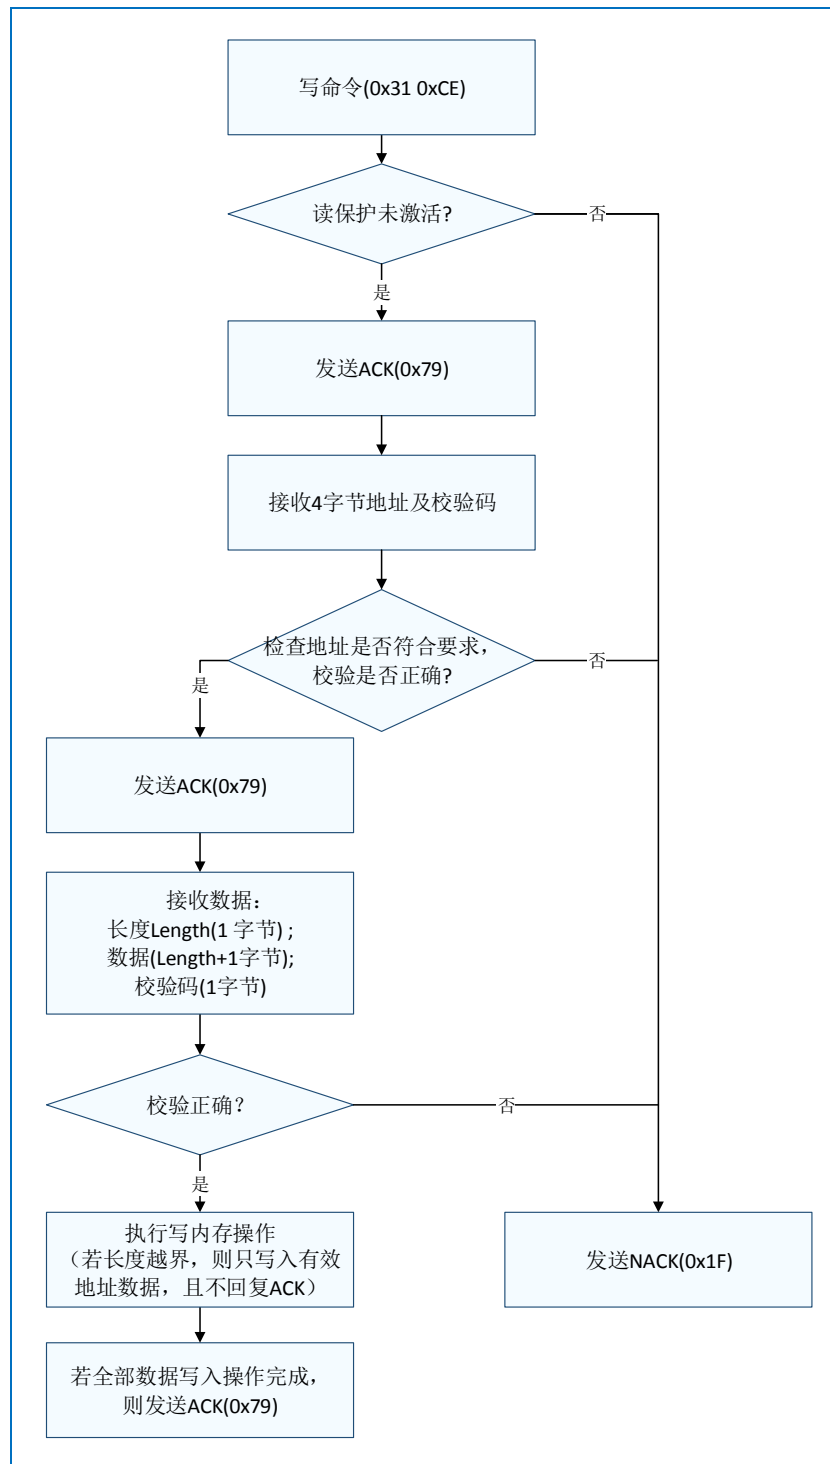 写命令(0x31 0xCE)
读保护未激活?
否
是
发送ACK(0x79)
接收4字节地址及校验码
检查地址是否符合要求，
校验是否正确?
否
是
发送ACK(0x79)
接收数据：
长度Length(1 字节) ;
数据(Length+1字节);
校验码(1字节)
校验正确？
否
是
执行写内存操作
（若长度越界，则只写入有效
地址数据，且不回复ACK）
发送NACK(0x1F)
若全部数据写入操作完成，
则发送ACK(0x79)